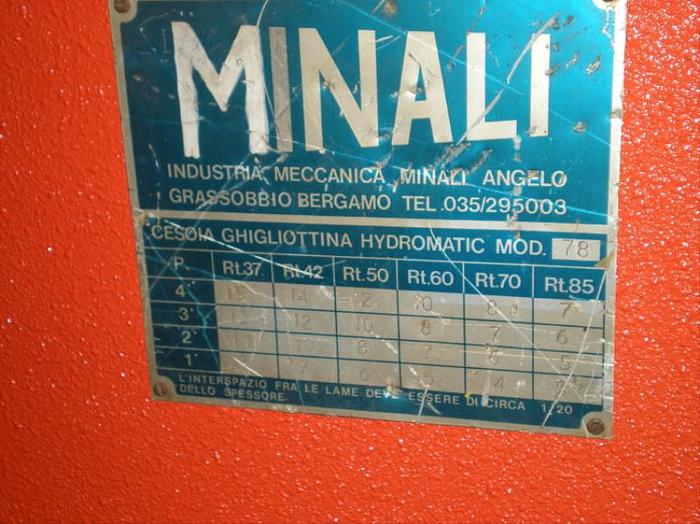 MINALI
INDUSTRIA MECCANICA MINALI ANGELO
GRASSOBBIO BERGAMO TEL.035/295003
CESOIA GHIGLIOTTINA HYDROMATIC MOD. 78
P. Rt.37 Rt.42 Rt.50 Rt.60 Rt.70 Rt.85
4° 14 12 10 8 7
3° 12 10 8 7 6
2° 8 7 6 5
1° 7 6 5 4
L'INTERSPAZIO FRA LE LAME DEVE ESSERE DI CIRCA 1/20
DELLO SPESSORE